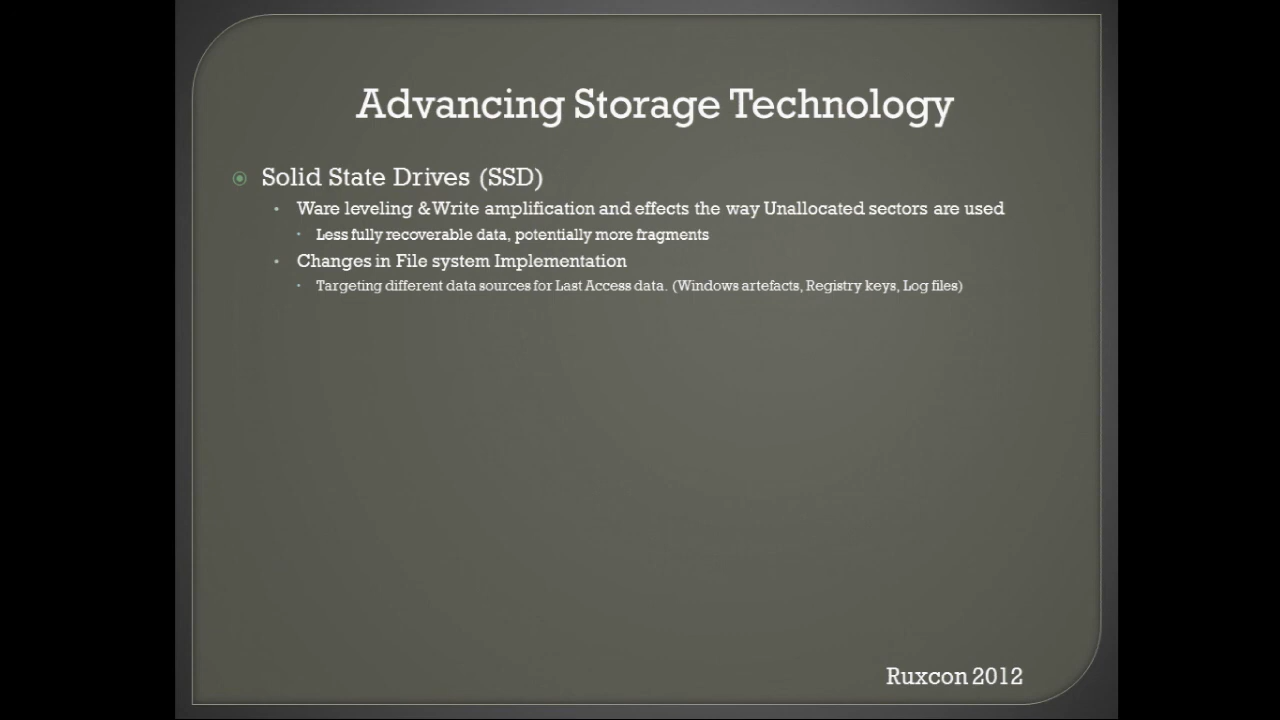 Advancing Storage Technology
Solid State Drives (SSD)
Ware leveling &Write amplification and effects the way Unallocated sectors are used
Less fully recoverable data, potentially more fragments
Changes in File system Implementation
Targeting different data sources for Last Access data. (Windows artefacts, Registry keys, Log files)
Ruxcon 2012